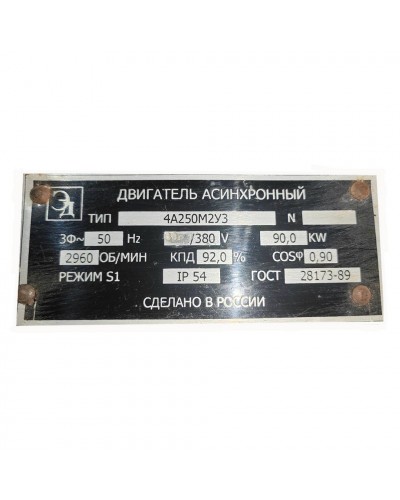 ЭД
ДВИГАТЕЛЬ АСИНХРОННЫЙ
ТИП 4А250М2У3 N
3Ф~ 50 Hz /380 V 90,0 KW
2960 ОБ/МИН КПД 92,0 % COSφ 0,90
РЕЖИМ S1 IP 54 ГОСТ 28173-89
СДЕЛАНО В РОССИИ